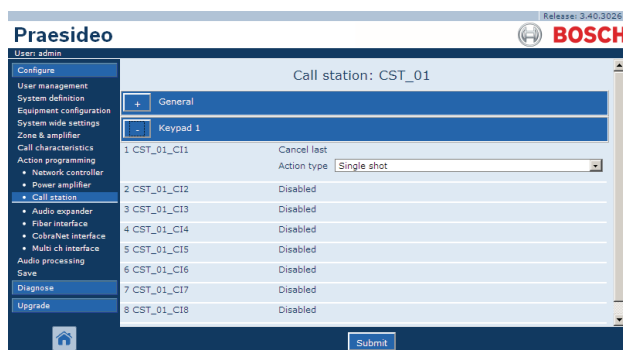 Release: 3.40.3026
Praesideo
BOSCH
User: admin
Configure
User management
System definition
Equipment configuration
System wide settings
Zone & amplifier
Call characteristics
Action programming
• Network controller
• Power amplifier
• Call station
• Audio expander
• Fiber interface
• CobraNet interface
• Multi ch interface
Audio processing
Save
Diagnose
Upgrade
Call station: CST_01
+ General
- Keypad 1
1 CST_01_CI1 Cancel last
Action type Single shot
2 CST_01_CI2 Disabled
3 CST_01_CI3 Disabled
4 CST_01_CI4 Disabled
5 CST_01_CI5 Disabled
6 CST_01_CI6 Disabled
7 CST_01_CI7 Disabled
8 CST_01_CI8 Disabled
Submit